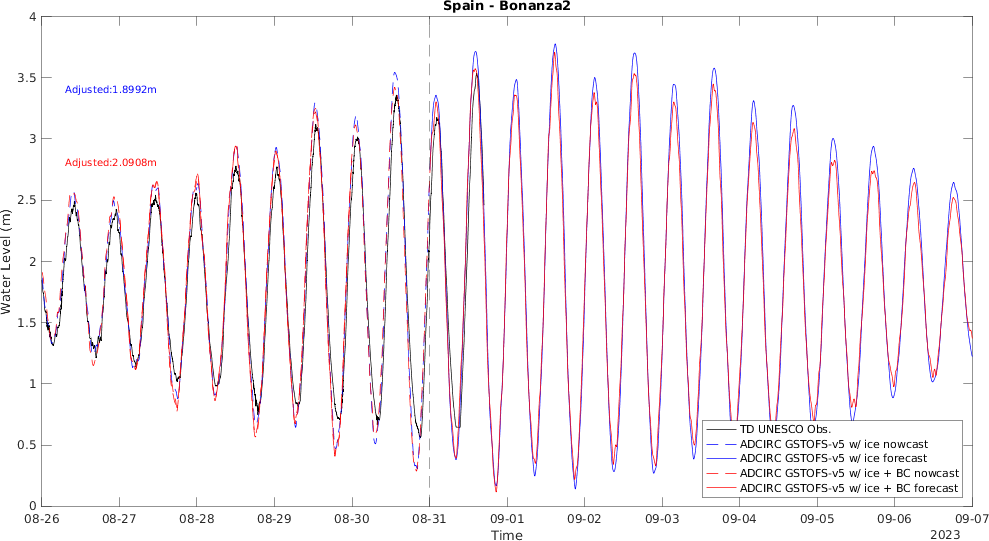 Spain - Bonanza2
4
3.5
3
2.5
2
1.5
1
0.5
0
Water Level (m)
Adjusted:1.8992m
Adjusted:2.0908m
TD UNESCO Obs.
ADCIRC GSTOFS-v5 w/ ice nowcast
ADCIRC GSTOFS-v5 w/ ice forecast
ADCIRC GSTOFS-v5 w/ ice + BC nowcast
ADCIRC GSTOFS-v5 w/ ice + BC forecast
08-26 08-27 08-28 08-29 08-30 08-31 09-01 09-02 09-03 09-04 09-05 09-06 09-07
Time
2023